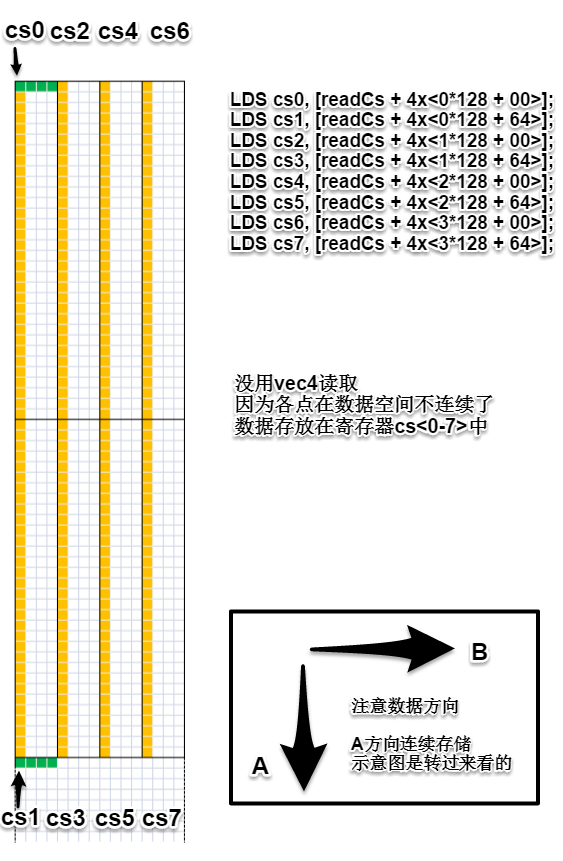 cs0 cs2 cs4 cs6
LDS cs0, [readCs + 4x<0*128 + 00>];
LDS cs1, [readCs + 4x<0*128 + 64>];
LDS cs2, [readCs + 4x<1*128 + 00>];
LDS cs3, [readCs + 4x<1*128 + 64>];
LDS cs4, [readCs + 4x<2*128 + 00>];
LDS cs5, [readCs + 4x<2*128 + 64>];
LDS cs6, [readCs + 4x<3*128 + 00>];
LDS cs7, [readCs + 4x<3*128 + 64>];
没用vec4读取
因为各点在数据空间不连续了
数据存放在寄存器cs<0-7>中
B
注意数据方向
A方向连续存储
示意图是转过来看的
A
cs1 cs3 cs5 cs7